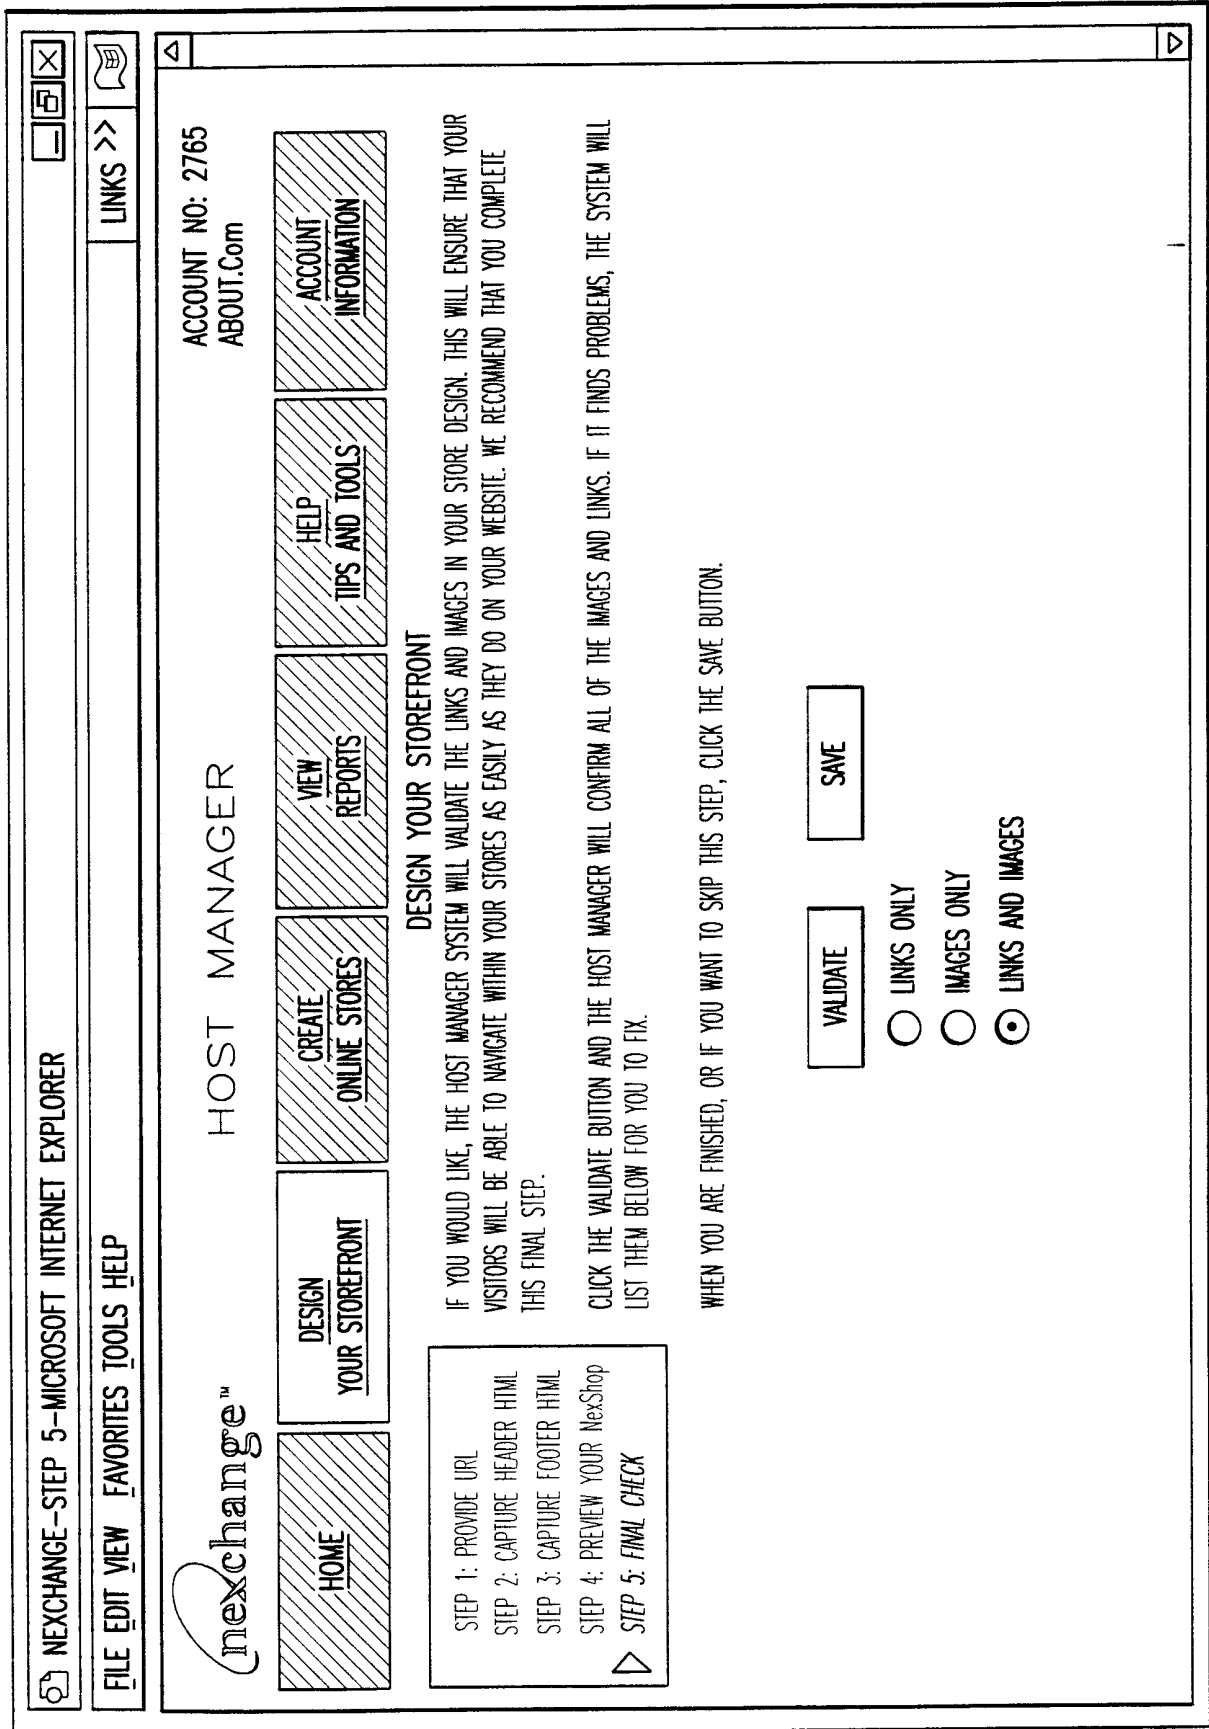 NEXCHANGE-STEP 5-MICROSOFT INTERNET EXPLORER
FILE EDIT VIEW FAVORITES TOOLS HELP
LINKS >>
nexchange™
HOST MANAGER
ACCOUNT NO: 2765
ABOUT.Com
HOME
DESIGN
YOUR STOREFRONT
CREATE
ONLINE STORES
VIEW
REPORTS
HELP
TIPS AND TOOLS
ACCOUNT
INFORMATION
STEP 1: PROVIDE URL
STEP 2: CAPTURE HEADER HTML
STEP 3: CAPTURE FOOTER HTML
STEP 4: PREVIEW YOUR NexShop
STEP 5: FINAL CHECK
DESIGN YOUR STOREFRONT
IF YOU WOULD LIKE, THE HOST MANAGER SYSTEM WILL VALIDATE THE LINKS AND IMAGES IN YOUR STORE DESIGN. THIS WILL ENSURE THAT YOUR
VISITORS WILL BE ABLE TO NAVIGATE WITHIN YOUR STORES AS EASILY AS THEY DO ON YOUR WEBSITE. WE RECOMMEND THAT YOU COMPLETE
THIS FINAL STEP.
CLICK THE VALIDATE BUTTON AND THE HOST MANAGER WILL CONFIRM ALL OF THE IMAGES AND LINKS. IF IT FINDS PROBLEMS, THE SYSTEM WILL
LIST THEM BELOW FOR YOU TO FIX.
WHEN YOU ARE FINISHED, OR IF YOU WANT TO SKIP THIS STEP, CLICK THE SAVE BUTTON.
VALIDATE
SAVE
LINKS ONLY
IMAGES ONLY
LINKS AND IMAGES